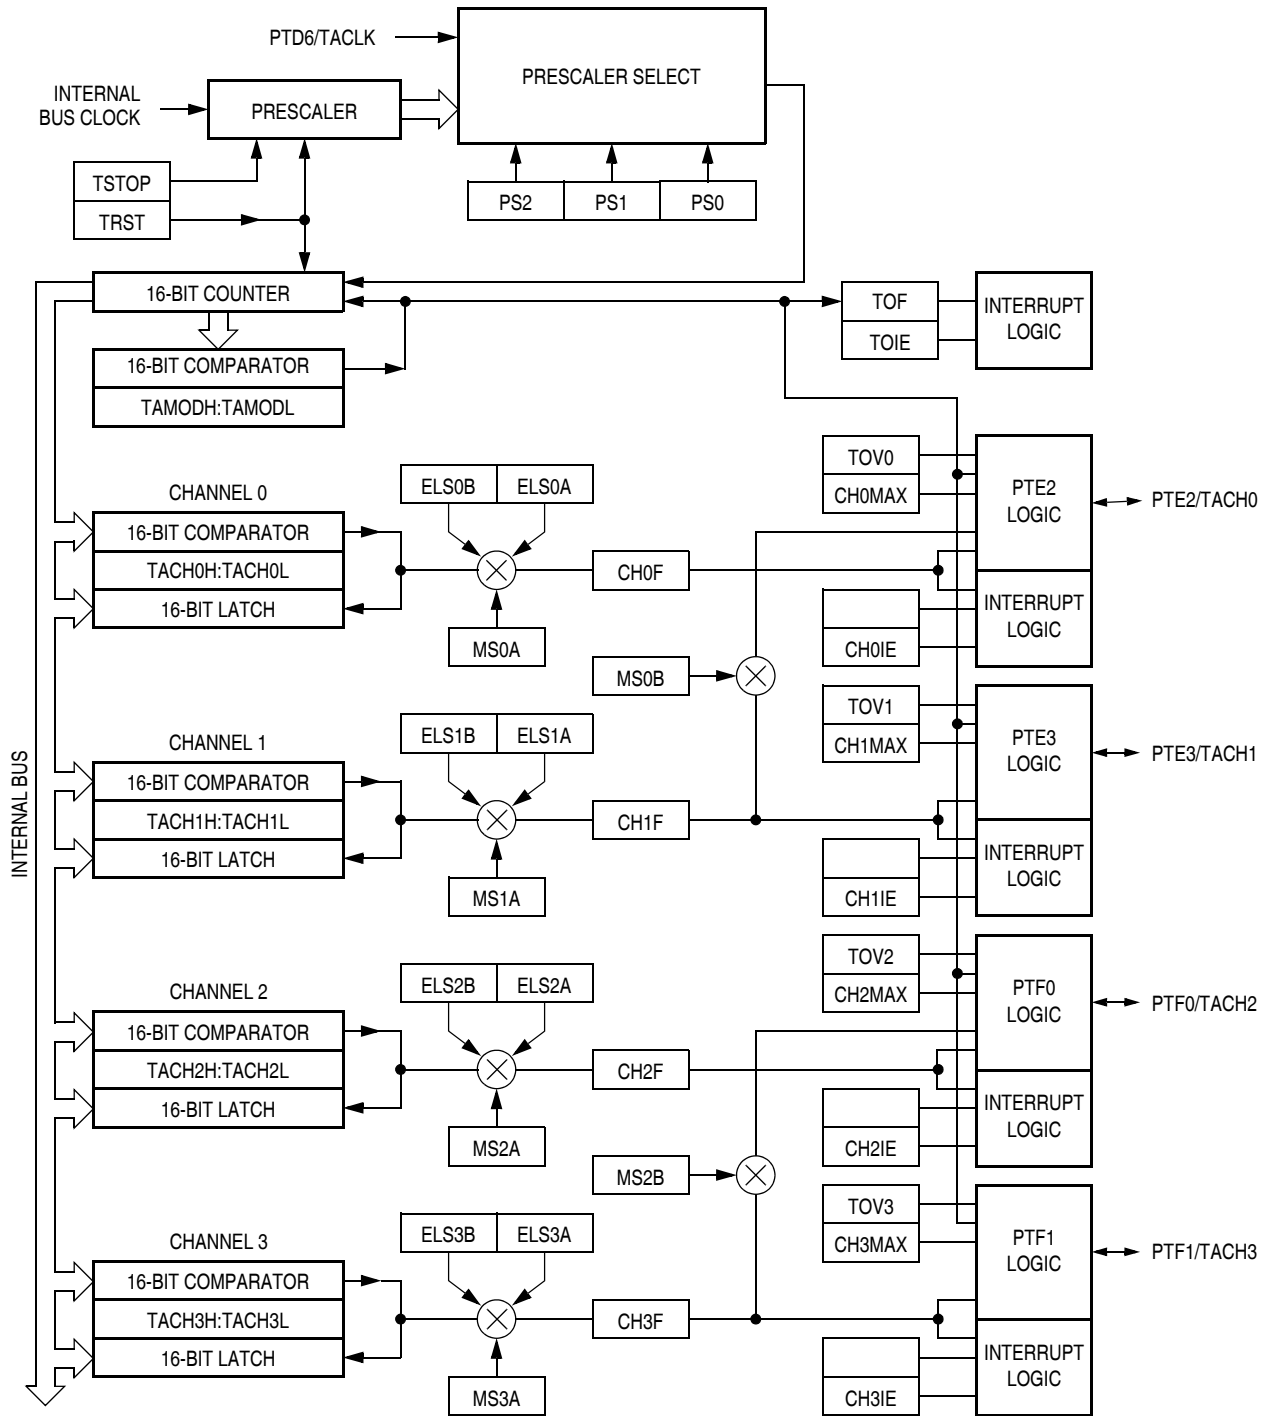 PTD6/TACLK
PRESCALER SELECT
INTERNAL
BUS CLOCK
PRESCALER
TSTOP
TRST
PS2
PS1
PS0
16-BIT COUNTER
16-BIT COMPARATOR
TAMODH:TAMODL
TOF
TOIE
INTERRUPT
LOGIC
INTERNAL BUS
CHANNEL 0
16-BIT COMPARATOR
TACH0H:TACH0L
16-BIT LATCH
ELS0B
ELS0A
MS0A
CH0F
MS0B
TOV0
CH0MAX
PTE2
LOGIC
PTE2/TACH0
CH0IE
INTERRUPT
LOGIC
CHANNEL 1
16-BIT COMPARATOR
TACH1H:TACH1L
16-BIT LATCH
ELS1B
ELS1A
MS1A
CH1F
TOV1
CH1MAX
PTE3
LOGIC
PTE3/TACH1
CH1IE
INTERRUPT
LOGIC
CHANNEL 2
16-BIT COMPARATOR
TACH2H:TACH2L
16-BIT LATCH
ELS2B
ELS2A
MS2A
CH2F
MS2B
TOV2
CH2MAX
PTF0
LOGIC
PTF0/TACH2
CH2IE
INTERRUPT
LOGIC
CHANNEL 3
16-BIT COMPARATOR
TACH3H:TACH3L
16-BIT LATCH
ELS3B
ELS3A
MS3A
CH3F
TOV3
CH3MAX
PTF1
LOGIC
PTF1/TACH3
CH3IE
INTERRUPT
LOGIC